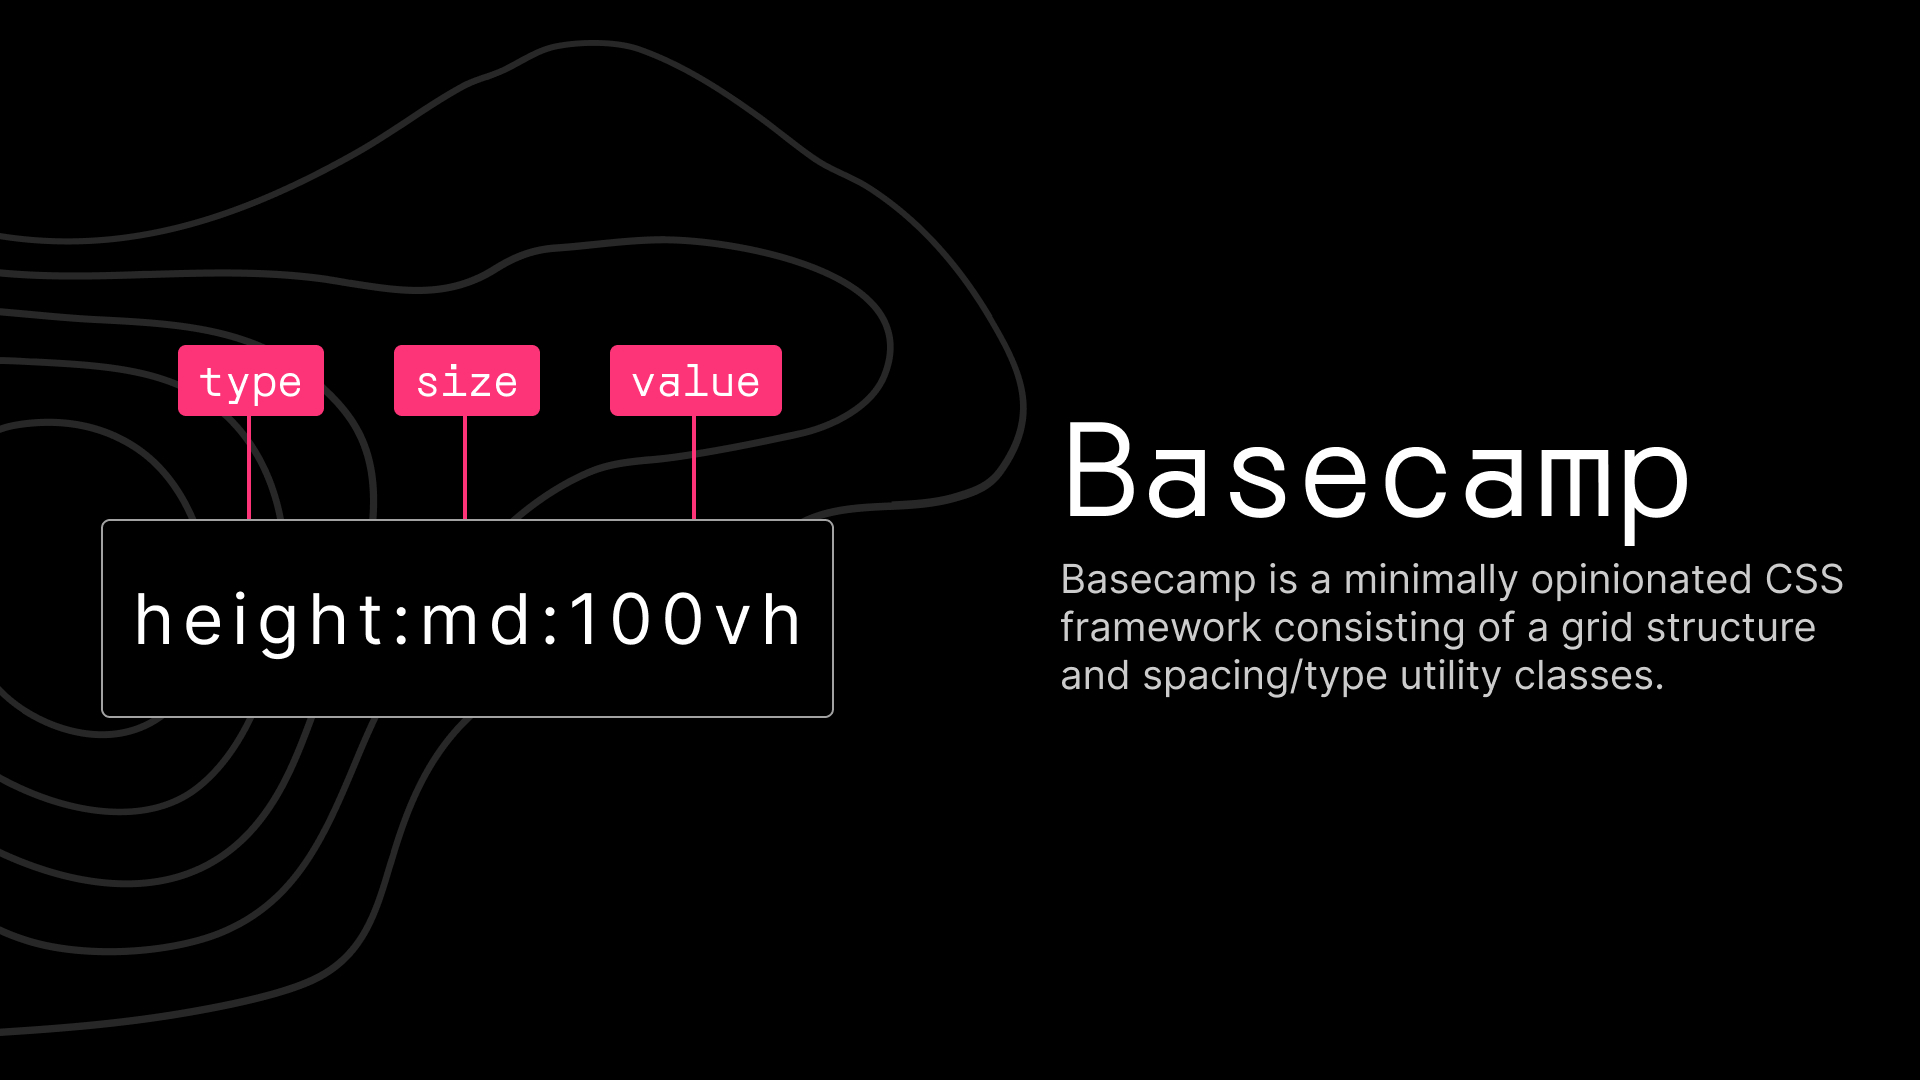 type size value
height:md:100vh
Basecamp
Basecamp is a minimally opinionated CSS
framework consisting of a grid structure
and spacing/type utility classes.